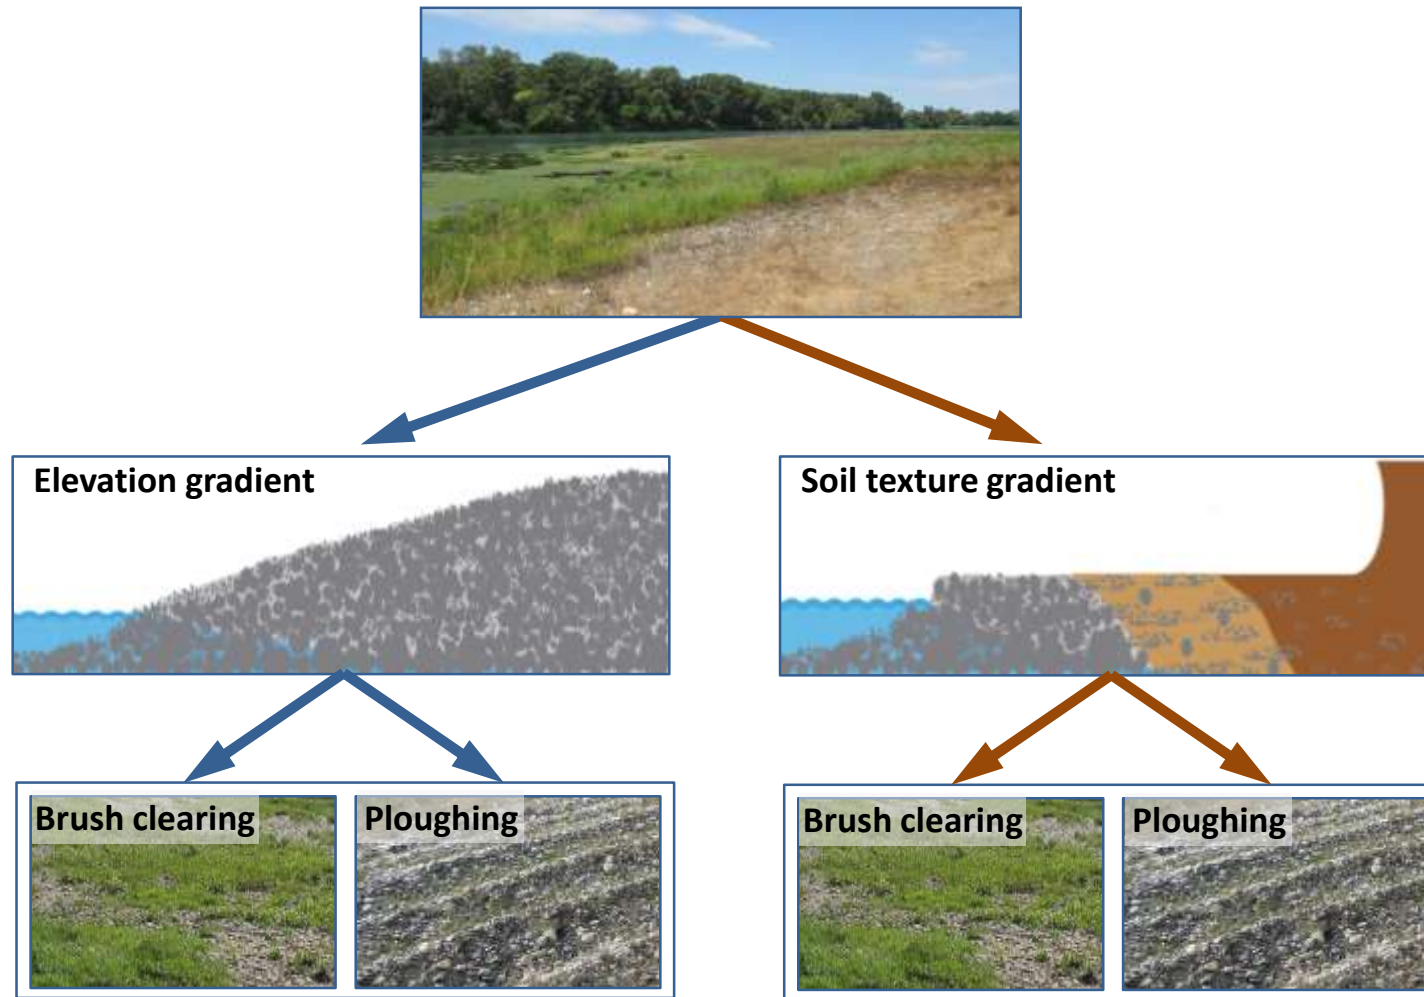 Elevation gradient
Soil texture gradient
Brush clearing
Ploughing
Brush clearing
Ploughing